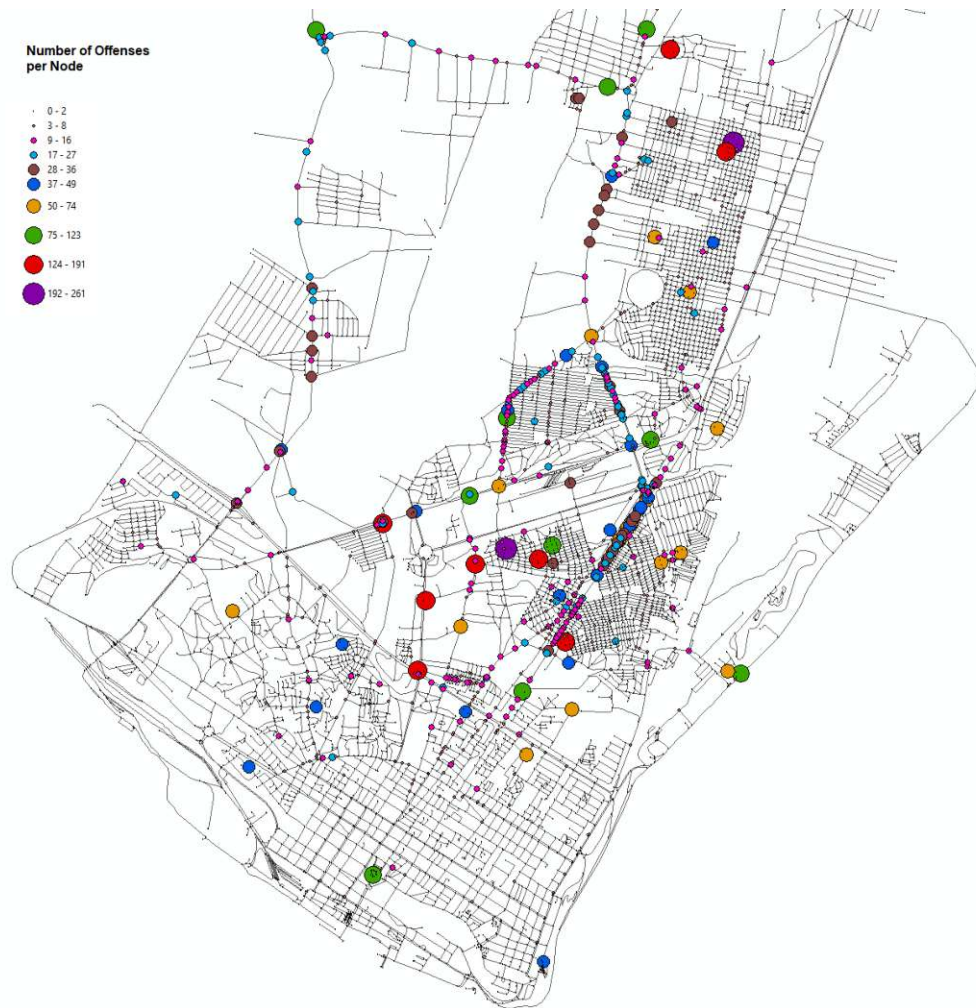 Number of Offenses
per Node
0 - 2
3 - 8
9 - 16
17 - 27
28 - 36
37 - 49
50 - 74
75 - 123
124 - 191
192 - 261